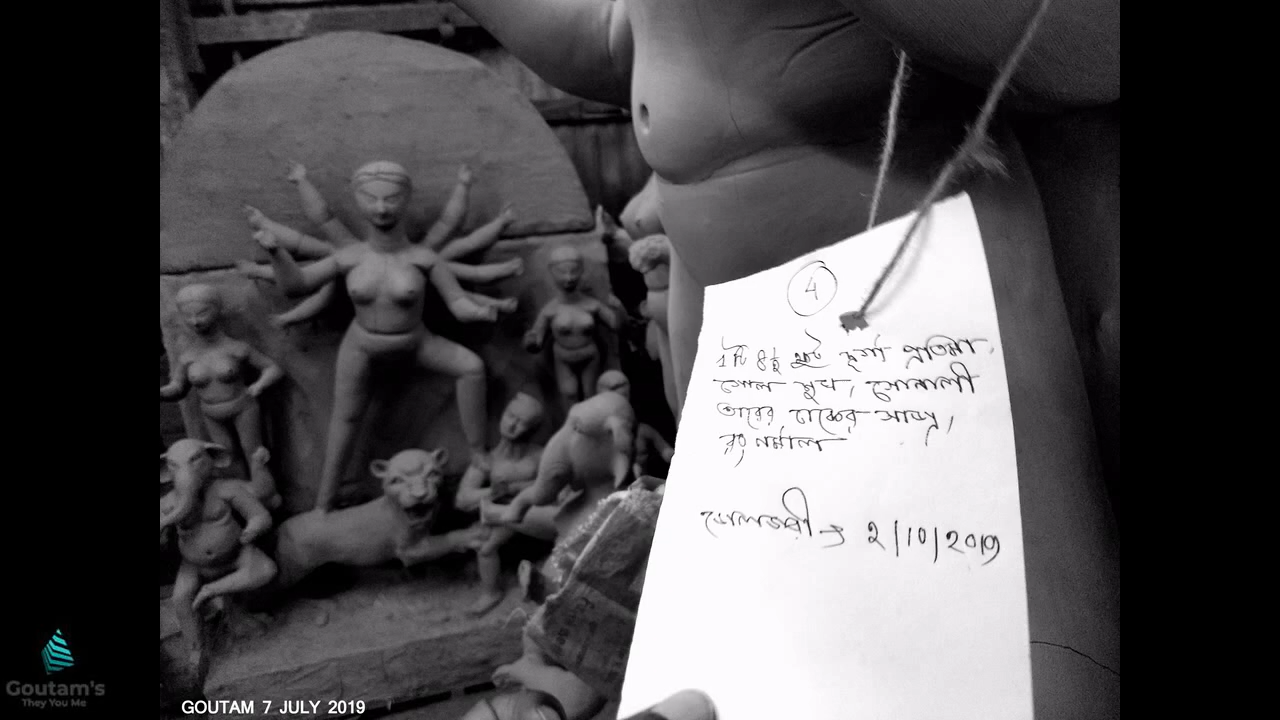 4
1টি 8½ ফুট দূর্গা প্রতিমা,
গোল মুখ, সোনালী
তারের ডাকের সাজ,
রং নর্মাল
ডেলিভারী 2/10/2019
Goutam's
They You Me
GOUTAM 7 JULY 2019